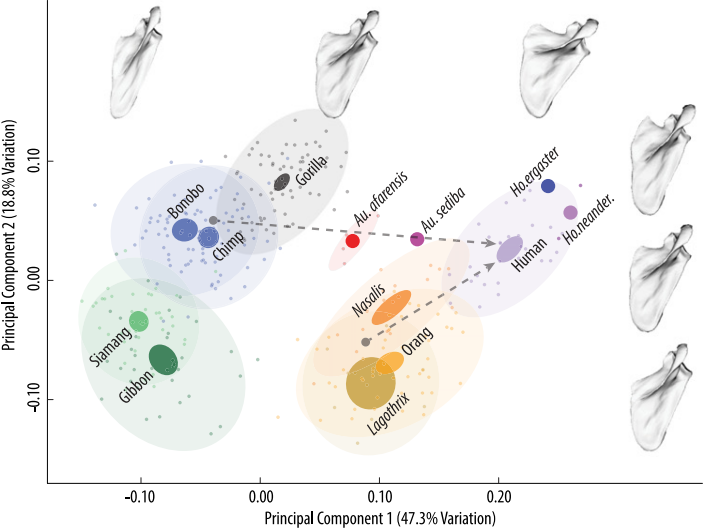 Principal Component 2 (18.8% Variation)
0.10
0.00
-0.10
Bonobo
Chimp
Gorilla
Au. afarensis
Au. sediba
Ho.ergaster
Ho.neander.
Human
Nasalis
Orang
Lagothrix
Siamang
Gibbon
-0.10
0.00
0.10
0.20
Principal Component 1 (47.3% Variation)